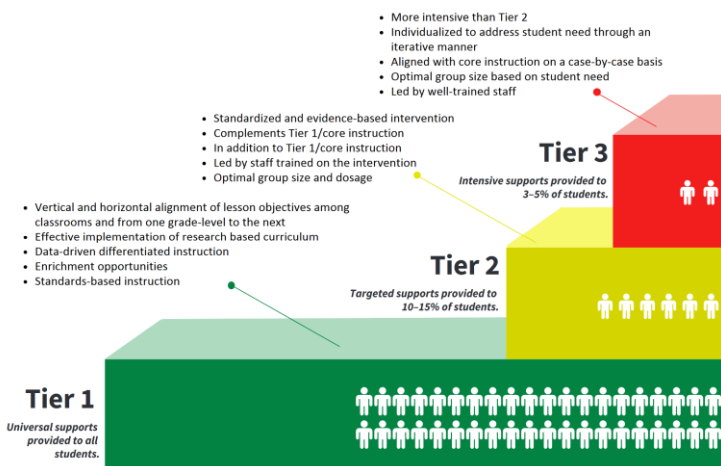 • More intensive than Tier 2
• Individualized to address student need through an
iterative manner
• Aligned with core instruction on a case-by-case basis
• Optimal group size based on student need
• Led by well-trained staff
• Standardized and evidence-based intervention
• Complements Tier 1/core instruction
• In addition to Tier 1/core instruction
• Led by staff trained on the intervention
• Optimal group size and dosage
Tier 3
Intensive supports provided to
3–5% of students.
• Vertical and horizontal alignment of lesson objectives among
classrooms and from one grade-level to the next
• Effective implementation of research based curriculum
• Data-driven differentiated instruction
• Enrichment opportunities
• Standards-based instruction
Tier 2
Targeted supports provided to
10–15% of students.
Tier 1
Universal supports
provided to all
students.